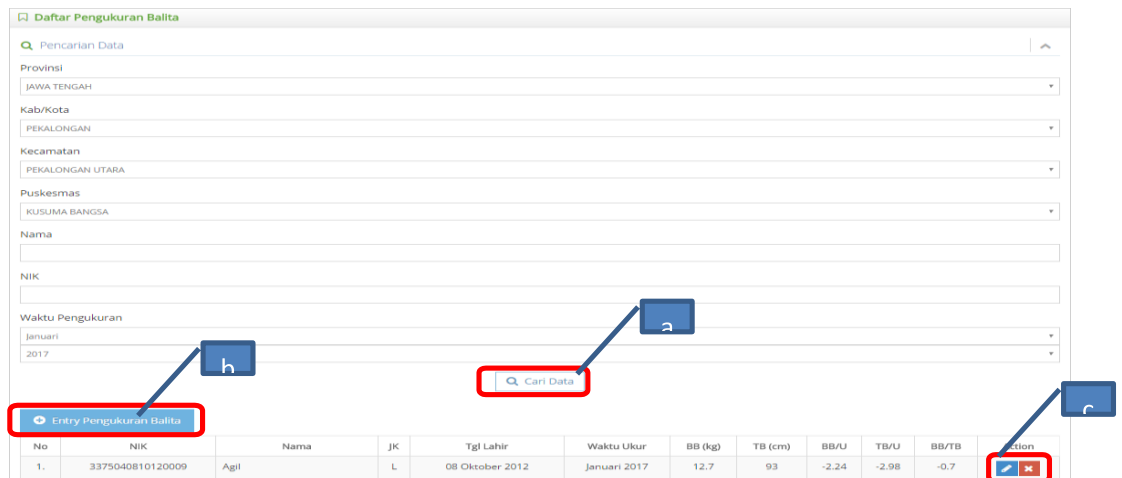 Daftar Pengukuran Balita
Pencarian Data
Provinsi
JAWA TENGAH
Kab/Kota
PEKALONGAN
Kecamatan
PEKALONGAN UTARA
Puskesmas
KUSUMA BANGSA
Nama
NIK
Waktu Pengukuran
Januari
2017
a
b
Cari Data
c
Entry Pengukuran Balita
No NIK Nama JK Tgl Lahir Waktu Ukur BB (kg) TB (cm) BB/U TB/U BB/TB Action
1. 3375040810120009 Agil L 08 Oktober 2012 Januari 2017 12.7 93 -2.24 -2.98 -0.7